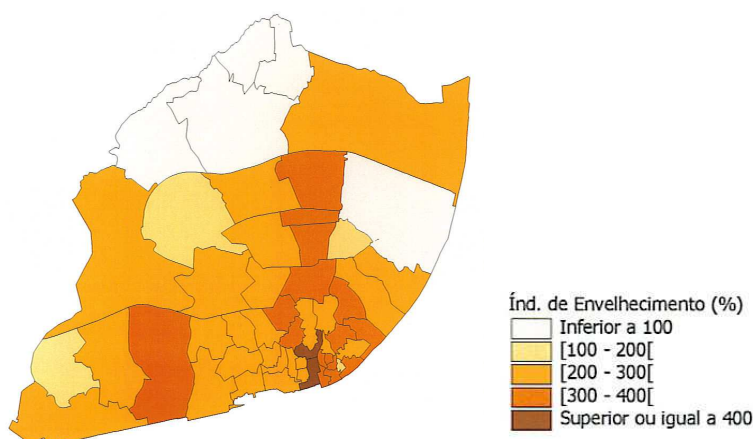 Índ. de Envelhecimento (%)
Inferior a 100
[100 - 200[
[200 - 300[
[300 - 400[
Superior ou igual a 400